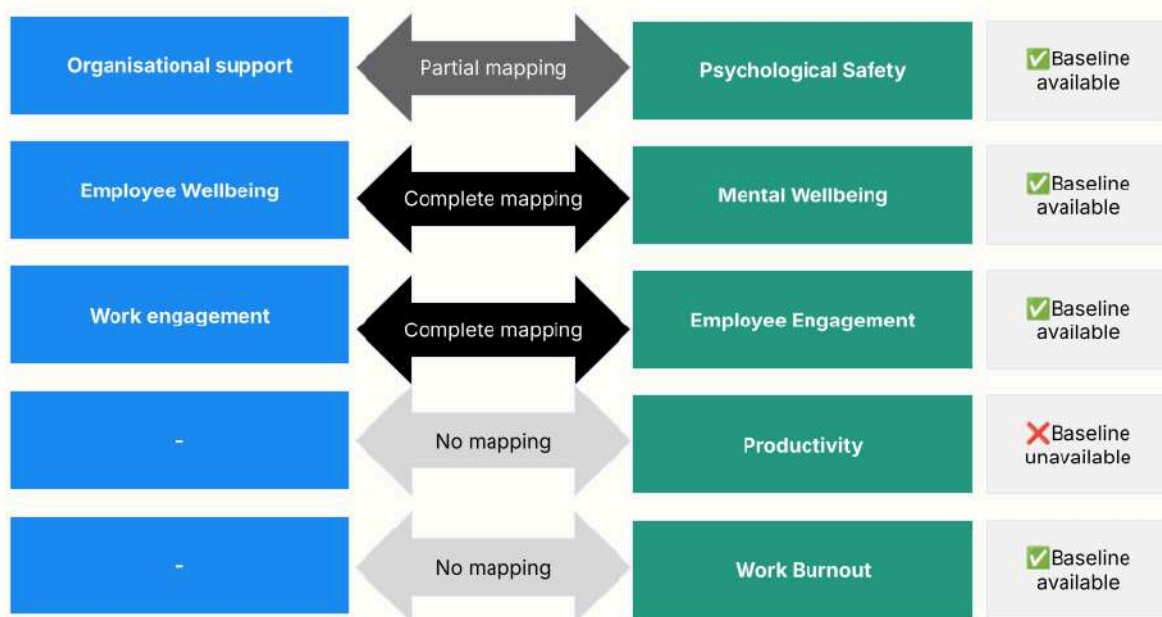 Organisational support
Partial mapping
Psychological Safety
✅Baseline
available
Employee Wellbeing
Complete mapping
Mental Wellbeing
✅Baseline
available
Work engagement
Complete mapping
Employee Engagement
✅Baseline
available
-
No mapping
Productivity
❌Baseline
unavailable
-
No mapping
Work Burnout
✅Baseline
available